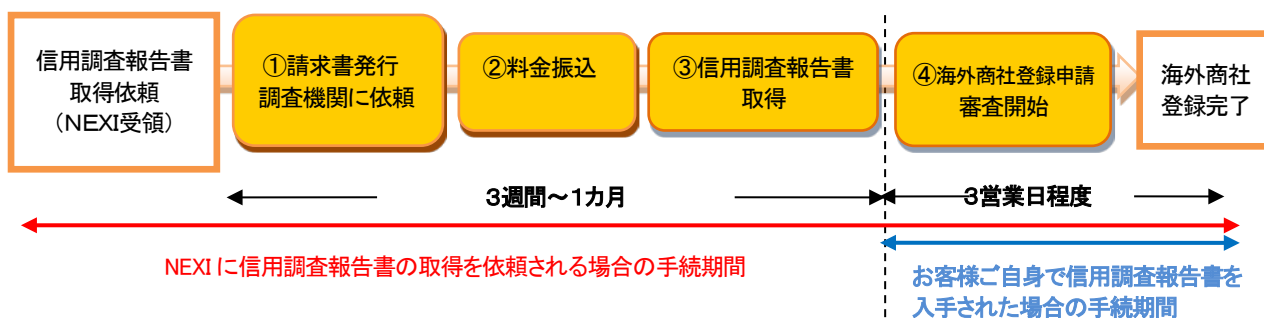 信用調査報告書
取得依頼
（NEXI受領）
①請求書発行
調査機関に依頼
②料金振込
③信用調査報告書
取得
④海外商社登録申請
審査開始
海外商社
登録完了
３週間～１カ月
３営業日程度
NEXI に信用調査報告書の取得を依頼される場合の手続期間
お客様ご自身で信用調査報告書を
入手された場合の手続期間